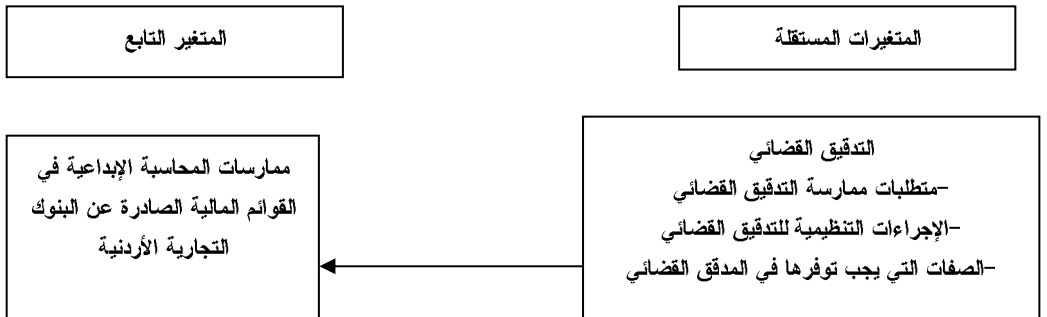 المتغيرات المستقلة
المتغير التابع
التدقيق القضائي
-متطلبات ممارسة التدقيق القضائي
-الإجراءات التنظيمية للتدقيق القضائي
-الصفات التي يجب توفرها في المدقق القضائي
ممارسات المحاسبة الإبداعية في
القوائم المالية الصادرة عن البنوك
التجارية الأردنية